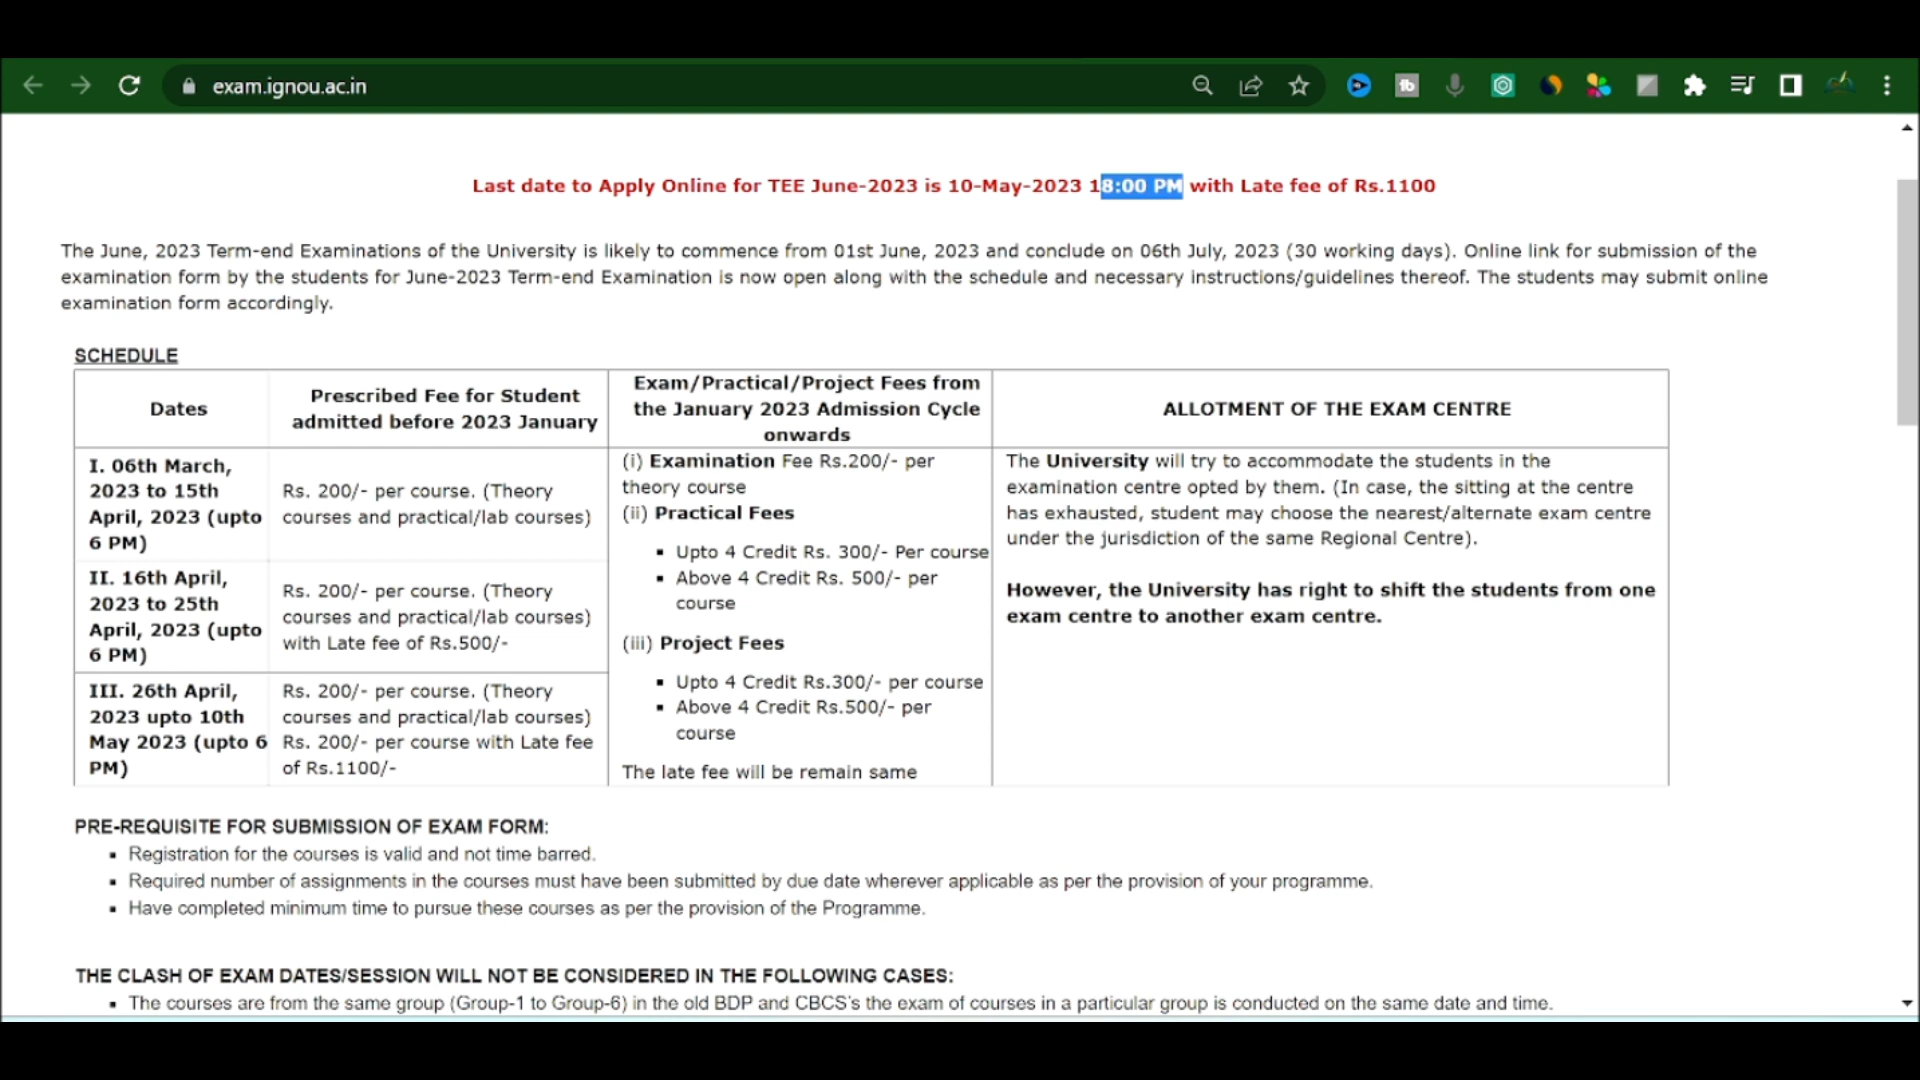 exam.ignou.ac.in
Last date to Apply Online for TEE June-2023 is 10-May-2023 18:00 PM with Late fee of Rs.1100
The June, 2023 Term-end Examinations of the University is likely to commence from 01st June, 2023 and conclude on 06th July, 2023 (30 working days). Online link for submission of the
examination form by the students for June-2023 Term-end Examination is now open along with the schedule and necessary instructions/guidelines thereof. The students may submit online
examination form accordingly.
SCHEDULE
Dates
Prescribed Fee for Student
admitted before 2023 January
Exam/Practical/Project Fees from
the January 2023 Admission Cycle
onwards
ALLOTMENT OF THE EXAM CENTRE
I. 06th March,
2023 to 15th
April, 2023 (upto
6 PM)
Rs. 200/- per course. (Theory
courses and practical/lab courses)
II. 16th April,
2023 to 25th
April, 2023 (upto
6 PM)
Rs. 200/- per course. (Theory
courses and practical/lab courses)
with Late fee of Rs.500/-
III. 26th April,
2023 upto 10th
May 2023 (upto 6
PM)
Rs. 200/- per course. (Theory
courses and practical/lab courses)
Rs. 200/- per course with Late fee
of Rs.1100/-
(i) Examination Fee Rs.200/- per
theory course
(ii) Practical Fees
▪ Upto 4 Credit Rs. 300/- Per course
▪ Above 4 Credit Rs. 500/- per
course
(iii) Project Fees
▪ Upto 4 Credit Rs.300/- per course
▪ Above 4 Credit Rs.500/- per
course
The late fee will be remain same
The University will try to accommodate the students in the
examination centre opted by them. (In case, the sitting at the centre
has exhausted, student may choose the nearest/alternate exam centre
under the jurisdiction of the same Regional Centre).
However, the University has right to shift the students from one
exam centre to another exam centre.
PRE-REQUISITE FOR SUBMISSION OF EXAM FORM:
▪ Registration for the courses is valid and not time barred.
▪ Required number of assignments in the courses must have been submitted by due date wherever applicable as per the provision of your programme.
▪ Have completed minimum time to pursue these courses as per the provision of the Programme.
THE CLASH OF EXAM DATES/SESSION WILL NOT BE CONSIDERED IN THE FOLLOWING CASES:
▪ The courses are from the same group (Group-1 to Group-6) in the old BDP and CBCS's the exam of courses in a particular group is conducted on the same date and time.